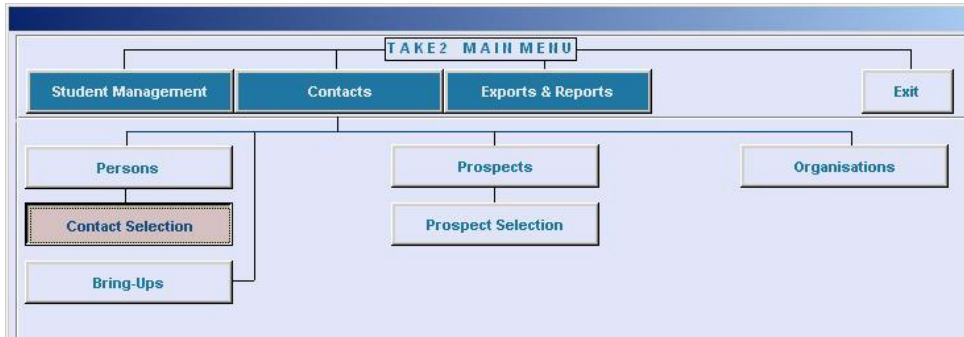 TAKE2 MAIN MENU
Student Management
Contacts
Exports & Reports
Exit
Persons
Prospects
Organisations
Contact Selection
Prospect Selection
Bring-Ups